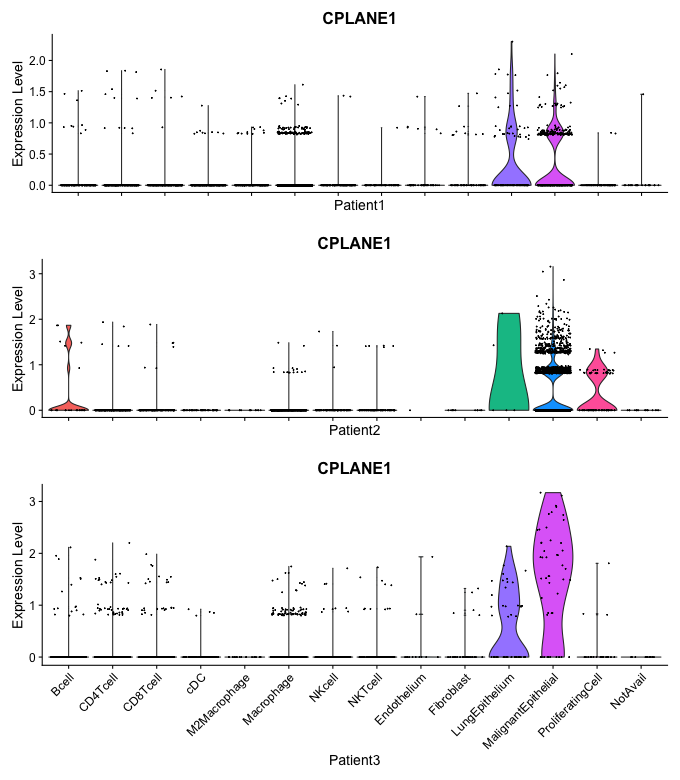 CPLANE1
Expression Level
2.0
1.5
1.0
0.5
0.0
Patient1
CPLANE1
Expression Level
3
2
1
0
Patient2
CPLANE1
Expression Level
3
2
1
0
Bcell
CD4Tcell
CD8Tcell
cDC
M2Macrophage
Macrophage
NKcell
NKTcell
Endothelium
Fibroblast
LungEpithelium
MalignantEpithelial
ProliferatingCell
NotAvail
Patient3